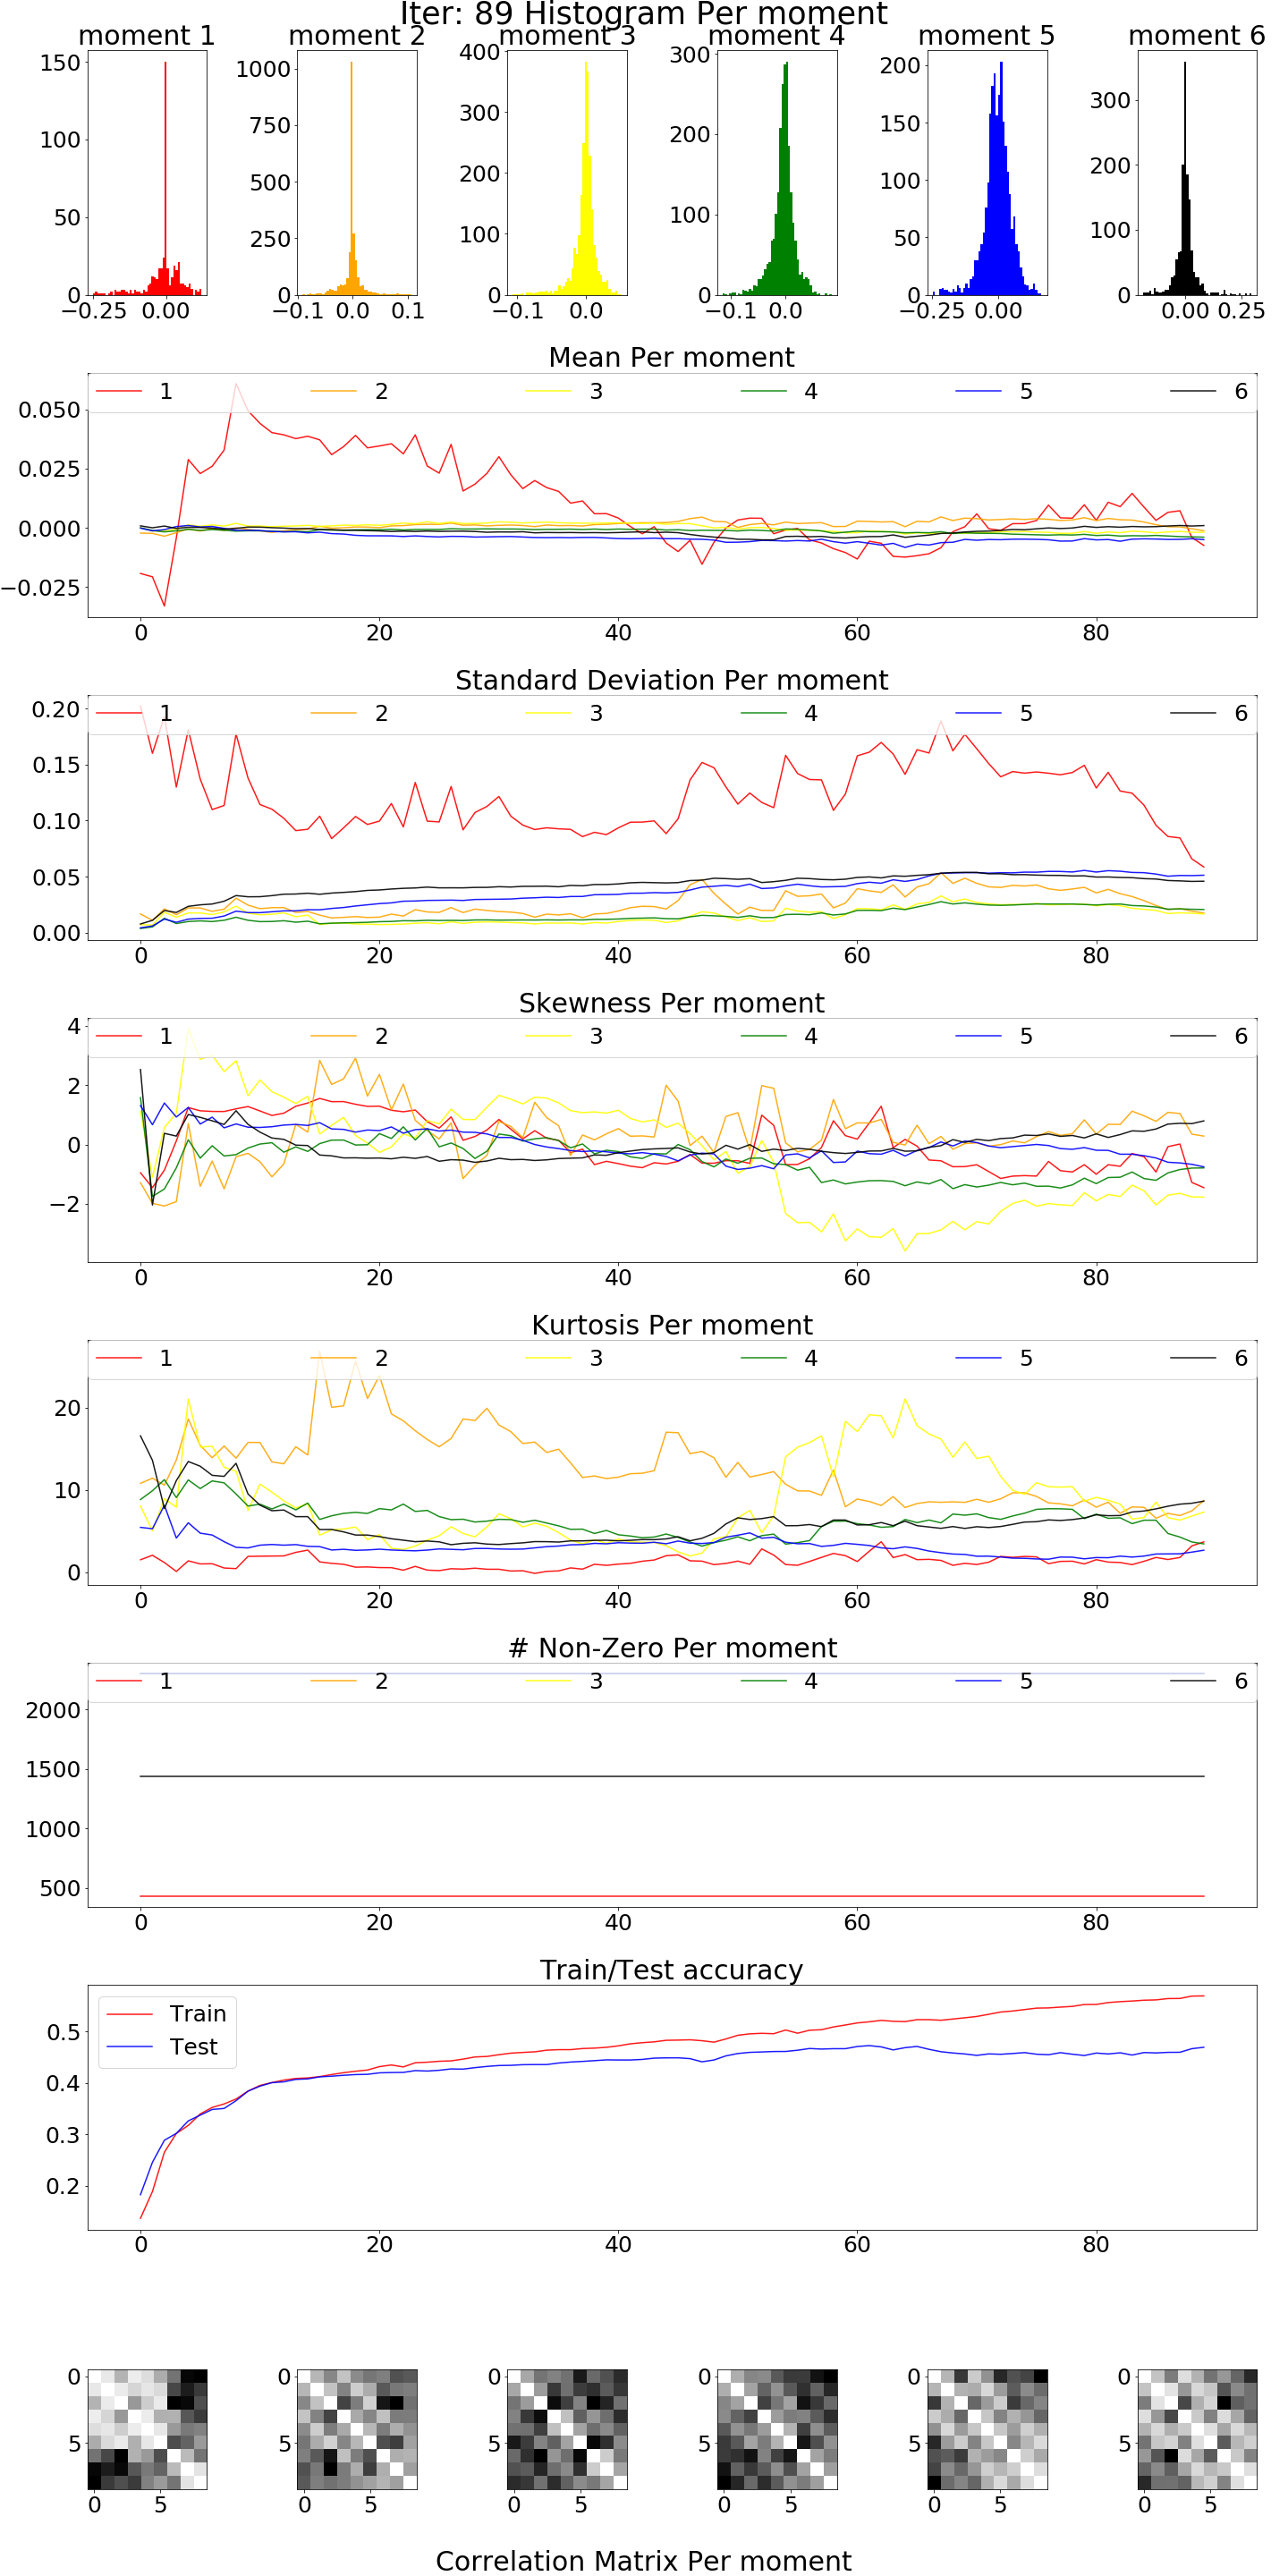 Iter: 89 Histogram Per moment
moment 1 moment 2 moment 3 moment 4 moment 5 moment 6
150 100 50 0 −0.25 0.00
1000 750 500 250 0 −0.1 0.0 0.1
400 300 200 100 0 −0.1 0.0
300 200 100 0 −0.1 0.0
200 150 100 50 0 −0.25 0.00
300 200 100 0 0.00 0.25
Mean Per moment
1 2 3 4 5 6
0.050
0.025
0.000
−0.025
0 20 40 60 80
Standard Deviation Per moment
1 2 3 4 5 6
0.20
0.15
0.10
0.05
0.00
0 20 40 60 80
Skewness Per moment
1 2 3 4 5 6
4
2
0
−2
0 20 40 60 80
Kurtosis Per moment
1 2 3 4 5 6
20
10
0
0 20 40 60 80
# Non-Zero Per moment
1 2 3 4 5 6
2000
1500
1000
500
0 20 40 60 80
Train/Test accuracy
Train
Test
0.5
0.4
0.3
0.2
0 20 40 60 80
0 0 0 0 0 0
5 5 5 5 5 5
0 5 0 5 0 5 0 5 0 5 0 5
Correlation Matrix Per moment